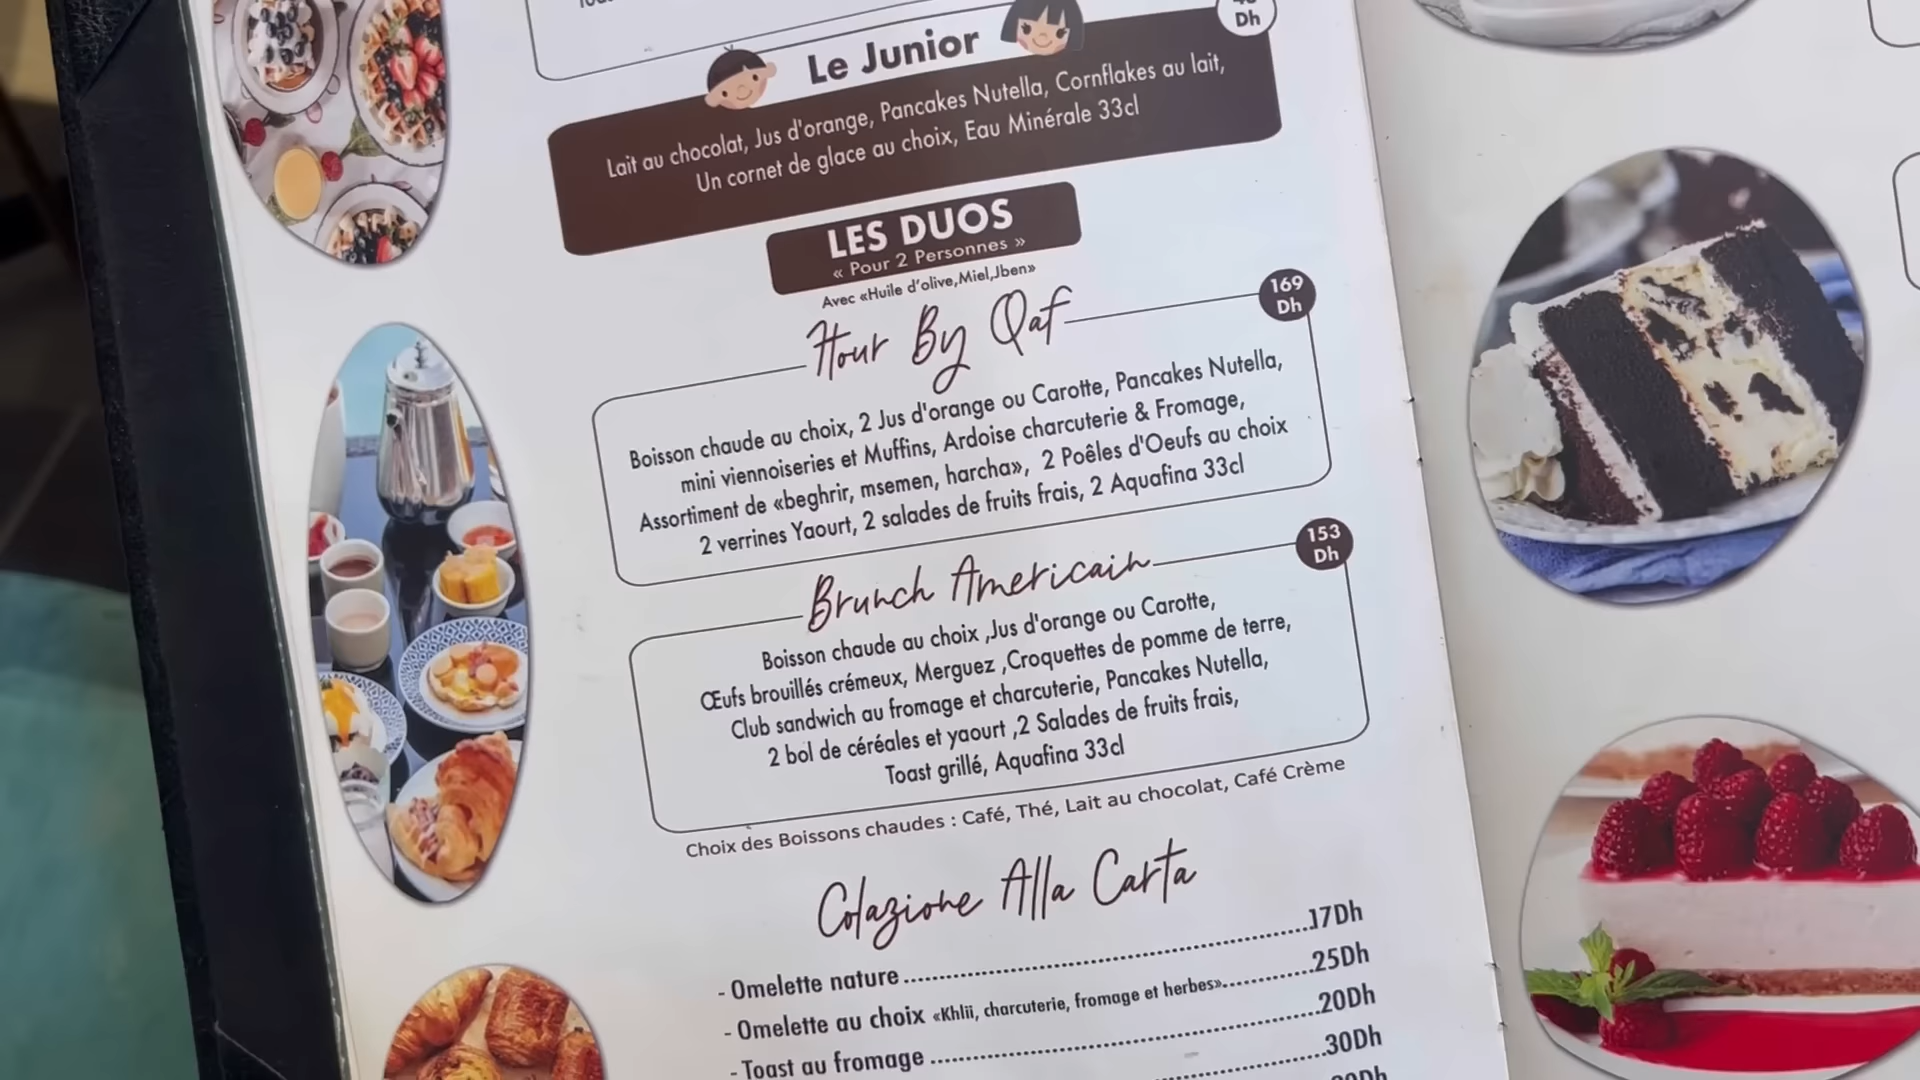 Dh
Le Junior
Lait au chocolat, Jus d'orange, Pancakes Nutella, Cornflakes au lait,
Un cornet de glace au choix, Eau Minérale 33cl
LES DUOS
« Pour 2 Personnes »
Avec «Huile d'olive,Miel,Jben»
Hour By Qaf
169
Dh
Boisson chaude au choix, 2 Jus d'orange ou Carotte, Pancakes Nutella,
mini viennoiseries et Muffins, Ardoise charcuterie & Fromage,
Assortiment de «beghrir, msemen, harcha», 2 Poêles d'Oeufs au choix
2 verrines Yaourt, 2 salades de fruits frais, 2 Aquafina 33cl
Brunch Americain
153
Dh
Boisson chaude au choix ,Jus d'orange ou Carotte,
Œufs brouillés crémeux, Merguez ,Croquettes de pomme de terre,
Club sandwich au fromage et charcuterie, Pancakes Nutella,
2 bol de céréales et yaourt ,2 Salades de fruits frais,
Toast grillé, Aquafina 33cl
Choix des Boissons chaudes : Café, Thé, Lait au chocolat, Café Crème
Colazione Alla Carta
- Omelette nature ........ 17Dh
- Omelette au choix «Khlii, charcuterie, fromage et herbes»........ 25Dh
- Toast au fromage ........ 20Dh
30Dh